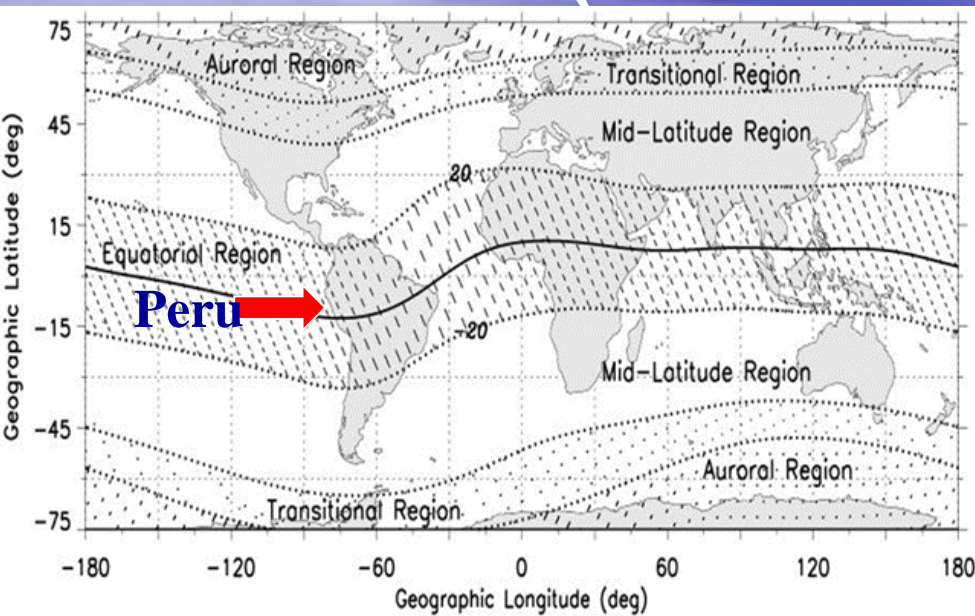 75
45
15
-15
-45
-75
Geographic Latitude (deg)
Auroral Region
Transitional Region
Mid-Latitude Region
20
Equatorial Region
Peru
-20
Mid-Latitude Region
Auroral Region
Transitional Region
-180 -120 -60 0 60 120 180
Geographic Longitude (deg)